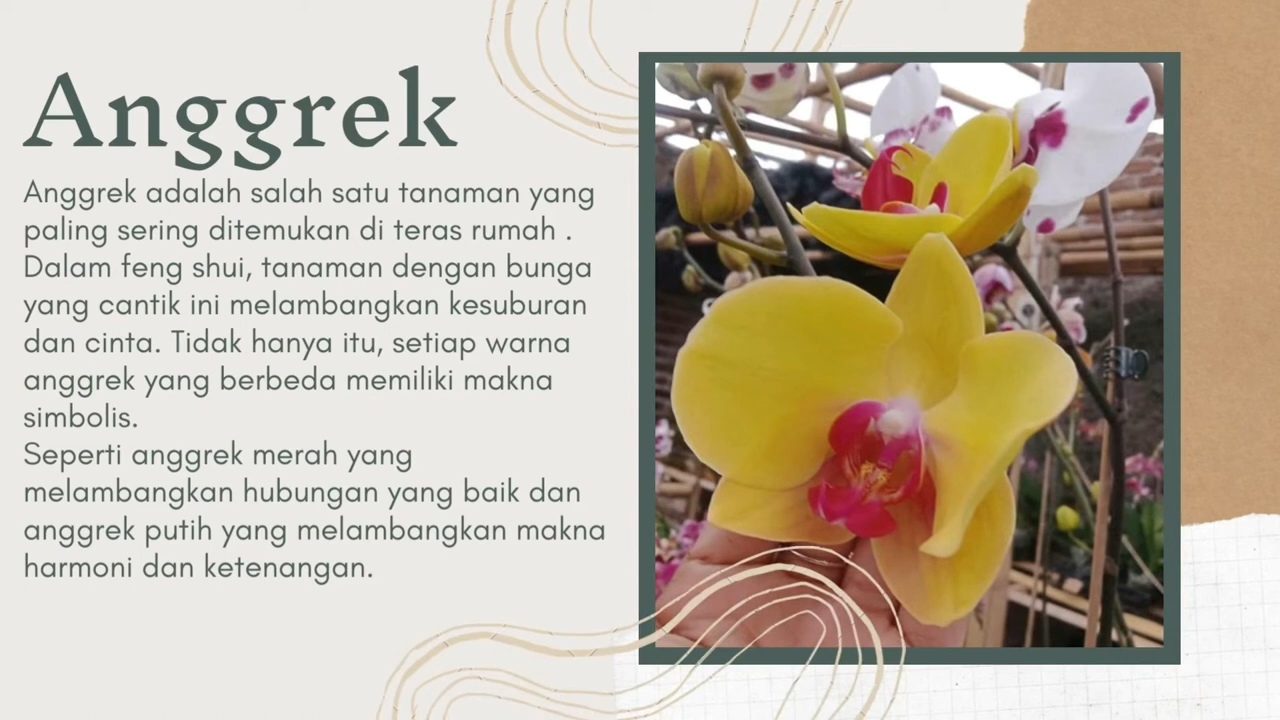 Anggrek
Anggrek adalah salah satu tanaman yang
paling sering ditemukan di teras rumah .
Dalam feng shui, tanaman dengan bunga
yang cantik ini melambangkan kesuburan
dan cinta. Tidak hanya itu, setiap warna
anggrek yang berbeda memiliki makna
simbolis.
Seperti anggrek merah yang
melambangkan hubungan yang baik dan
anggrek putih yang melambangkan makna
harmoni dan ketenangan.